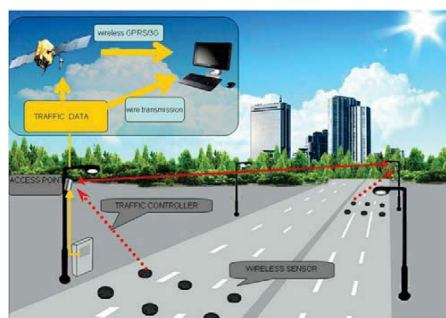 wireless GPRS/3G
TRAFFIC DATA
wire transmission
ACCESS POINT
TRAFFIC CONTROLLER
WIRELESS SENSOR